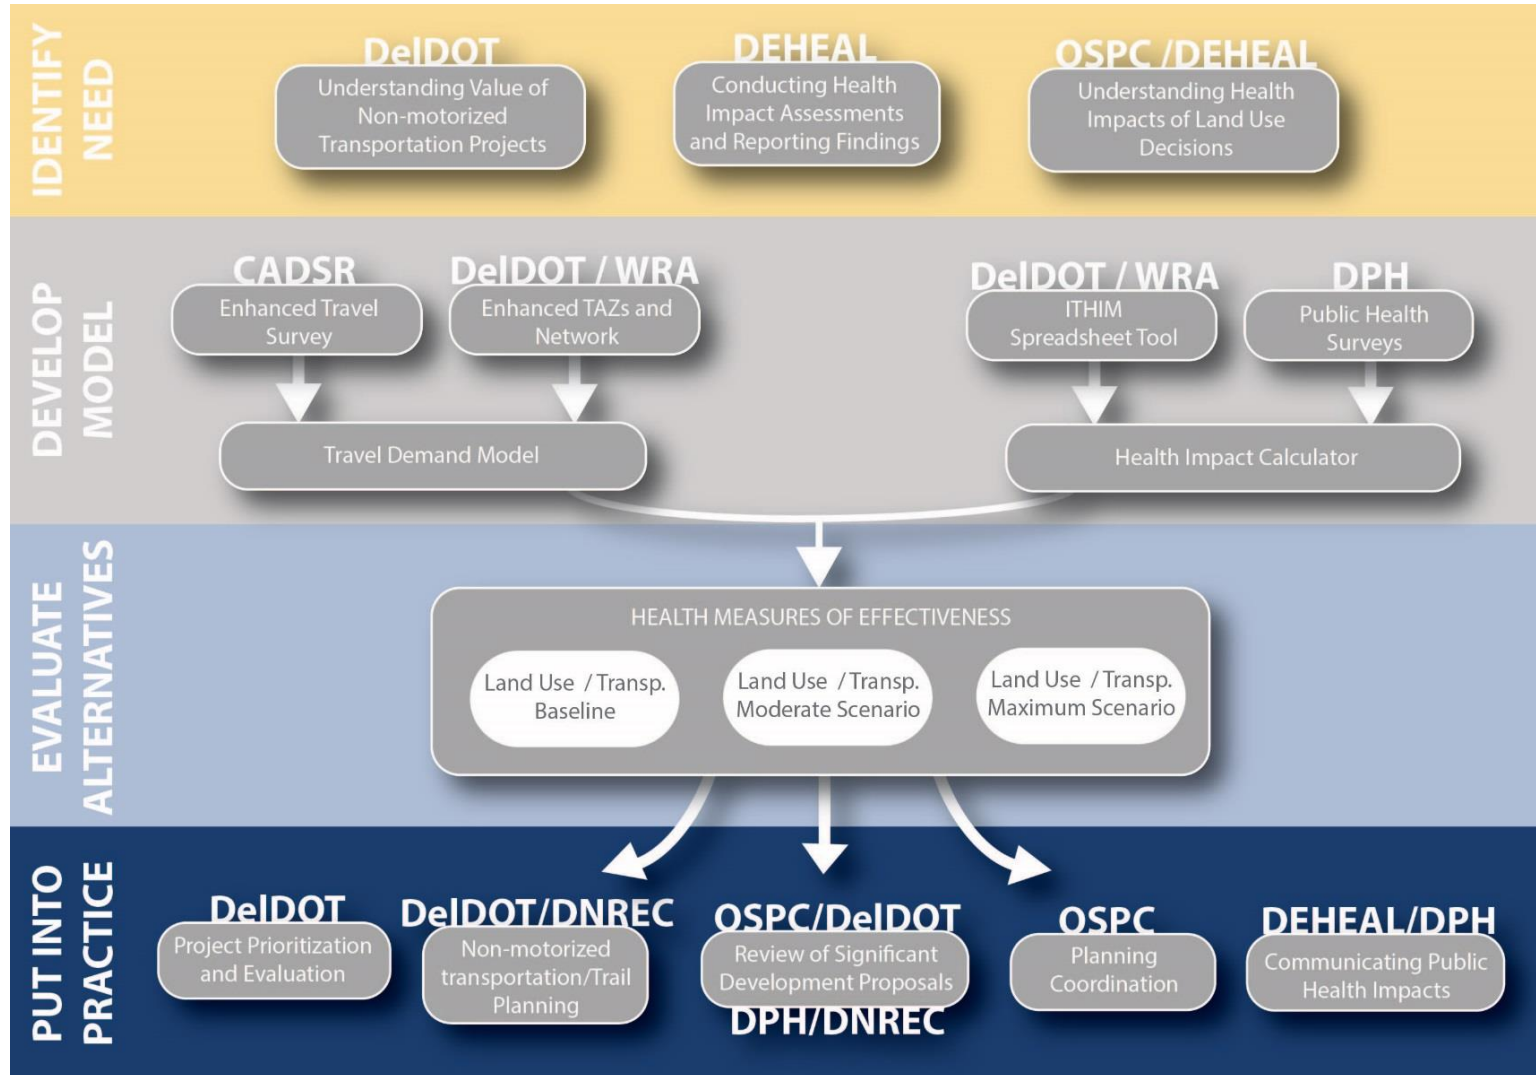 IDENTIFY
NEED
DelDOT
Understanding Value of
Non-motorized
Transportation Projects
DEHEAL
Conducting Health
Impact Assessments
and Reporting Findings
OSPC /DEHEAL
Understanding Health
Impacts of Land Use
Decisions
DEVELOP
MODEL
CADSR
Enhanced Travel
Survey
DelDOT / WRA
Enhanced TAZs and
Network
DelDOT / WRA
ITHIM
Spreadsheet Tool
DPH
Public Health
Surveys
Travel Demand Model
Health Impact Calculator
EVALUATE
ALTERNATIVES
HEALTH MEASURES OF EFFECTIVENESS
Land Use / Transp.
Baseline
Land Use / Transp.
Moderate Scenario
Land Use / Transp.
Maximum Scenario
PUT INTO
PRACTICE
DelDOT
Project Prioritization
and Evaluation
DelDOT/DNREC
Non-motorized
transportation/Trail
Planning
OSPC/DelDOT
Review of Significant
Development Proposals
DPH/DNREC
OSPC
Planning
Coordination
DEHEAL/DPH
Communicating Public
Health Impacts